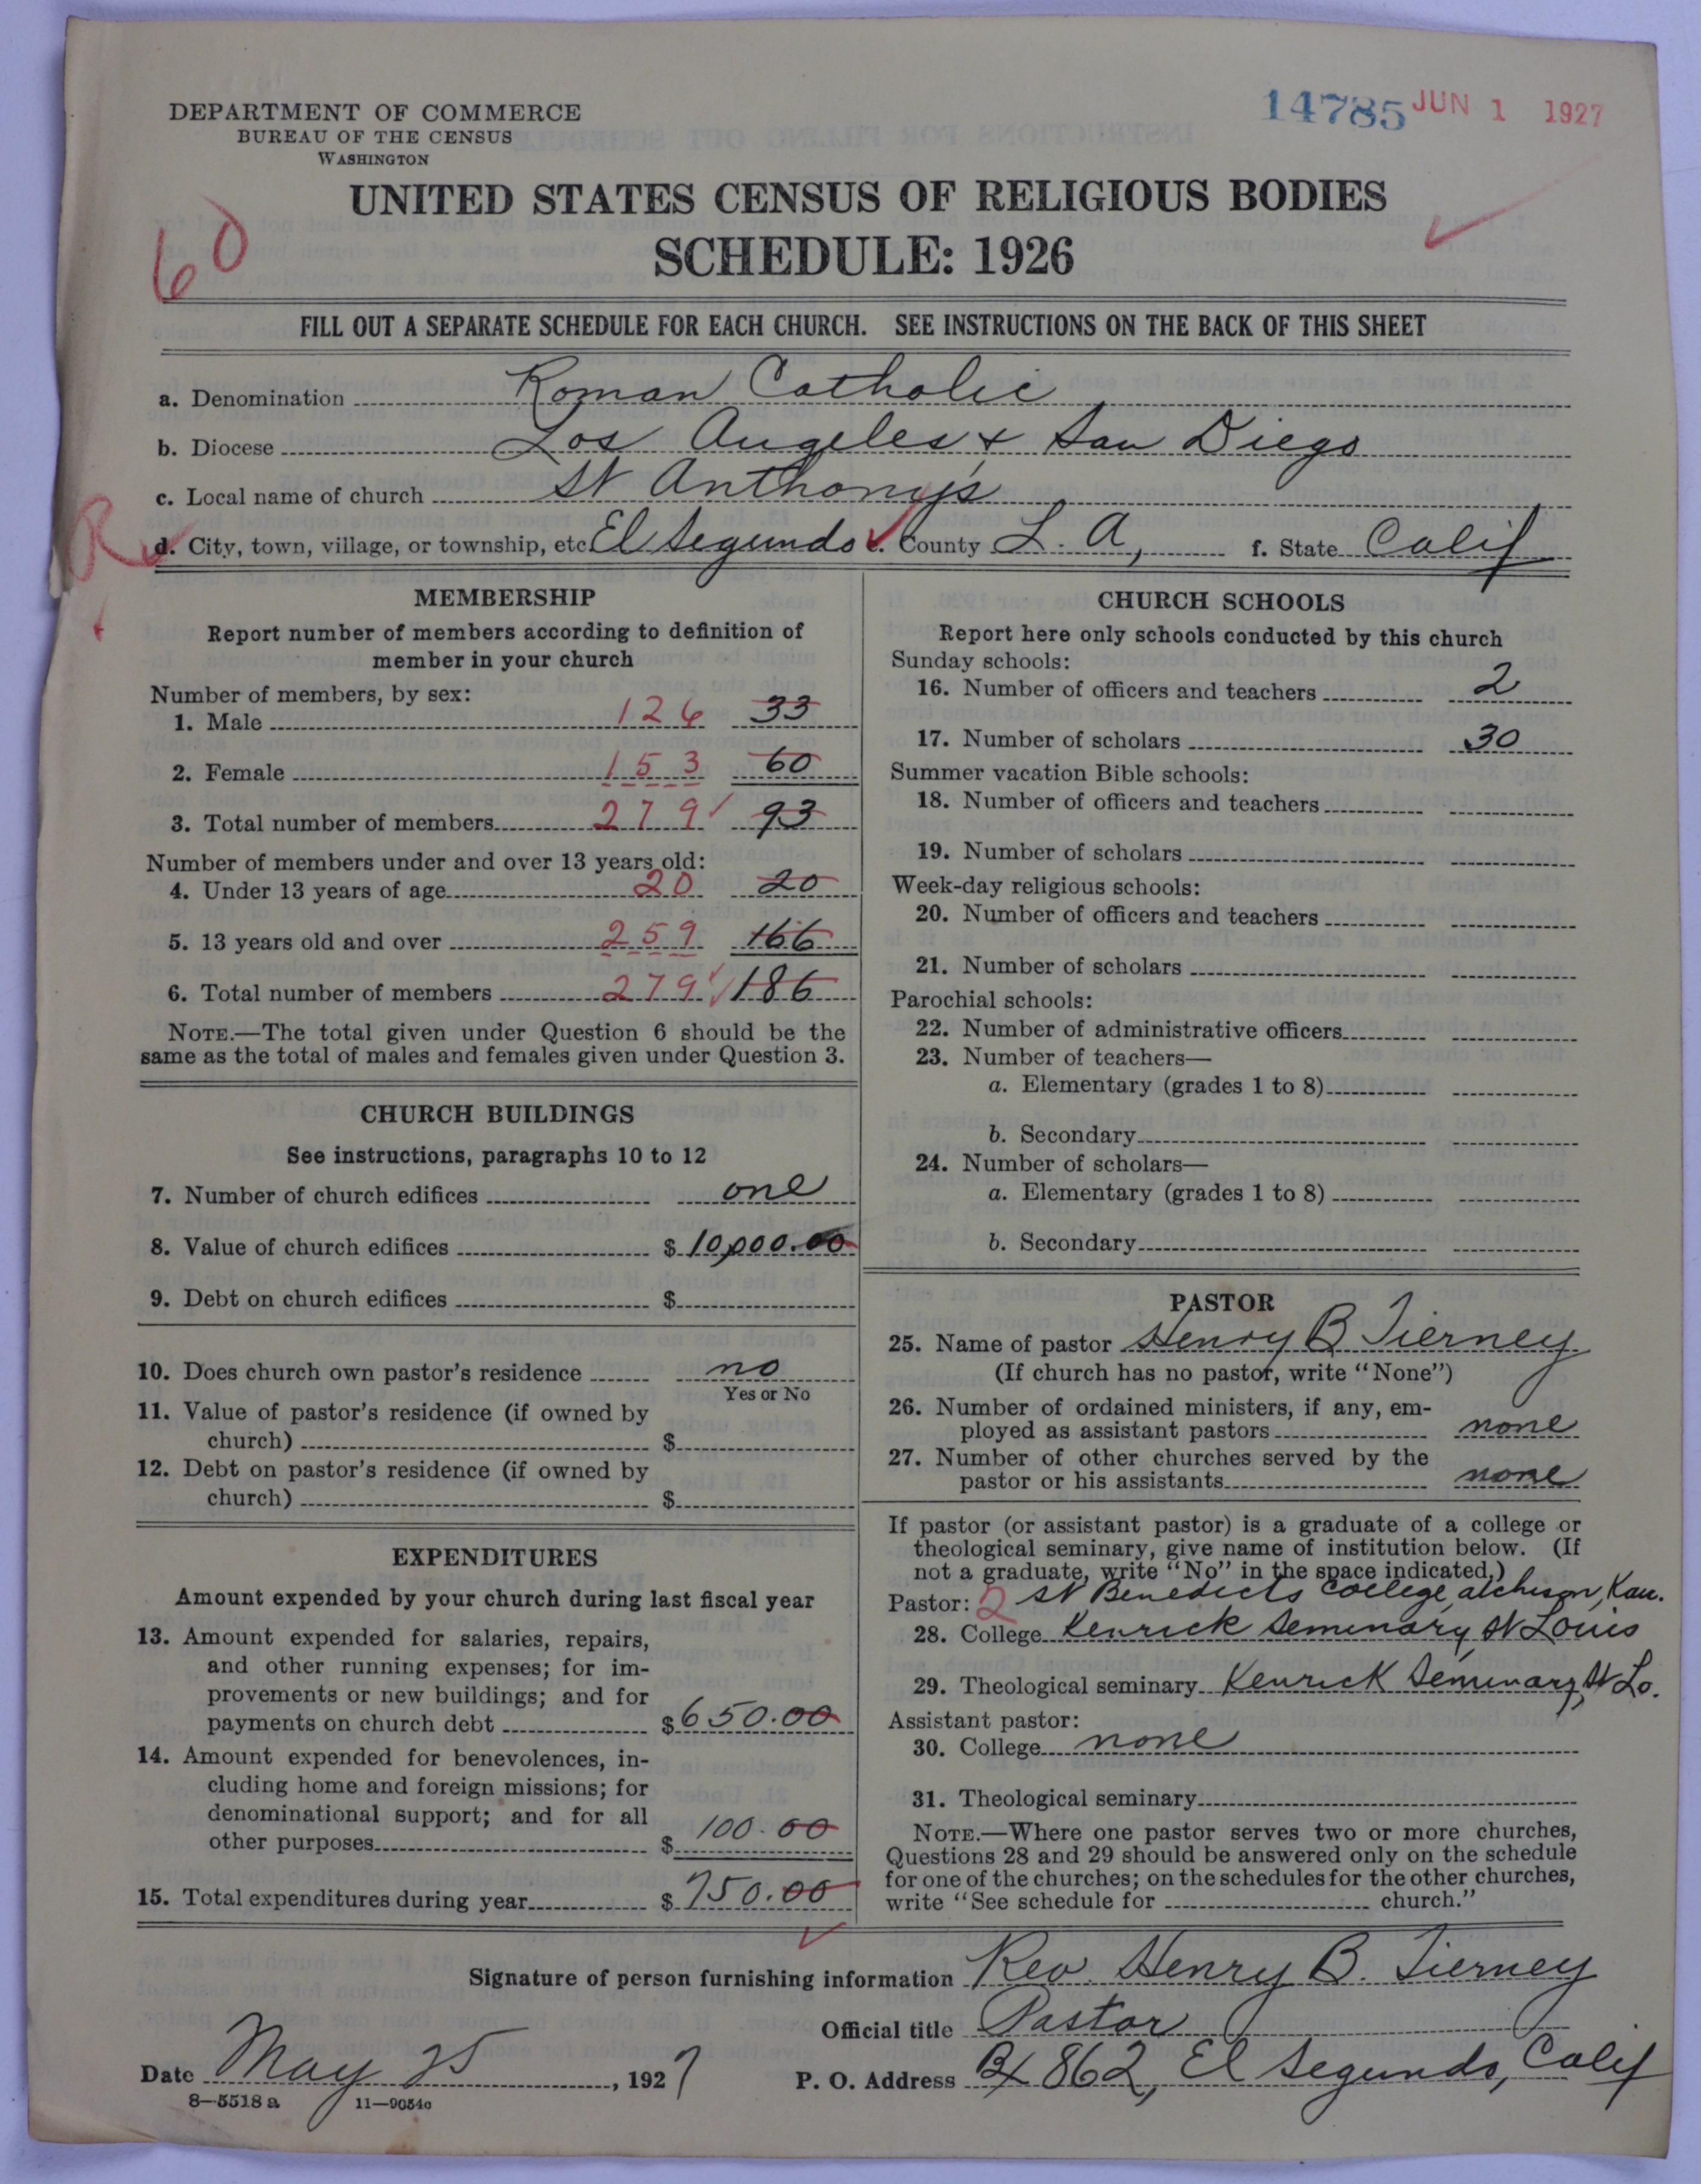 DEPARTMENT OF COMMERCE
BUREAU OF THE CENSUS
WASHINGTON
14785 JUN 1 1927
UNITED STATES CENSUS OF RELIGIOUS BODIES
SCHEDULE: 1926
60
FILL OUT A SEPARATE SCHEDULE FOR EACH CHURCH. SEE INSTRUCTIONS ON THE BACK OF THIS SHEET
a. Denomination Roman Catholic
b. Diocese Los Angeles & San Diego
c. Local name of church St Anthony's
d. City, town, village, or township, etc. El Segundo e. County L. A, f. State Calif
MEMBERSHIP
Report number of members according to definition of
member in your church
Number of members, by sex:
1. Male 126 33
2. Female 153 60
3. Total number of members 279 93
Number of members under and over 13 years old:
4. Under 13 years of age 20 20
5. 13 years old and over 259 166
6. Total number of members 279 186
NOTE.—The total given under Question 6 should be the
same as the total of males and females given under Question 3.
CHURCH BUILDINGS
See instructions, paragraphs 10 to 12
7. Number of church edifices one
8. Value of church edifices $ 10,000.00
9. Debt on church edifices $
10. Does church own pastor's residence no
Yes or No
11. Value of pastor's residence (if owned by
church) $
12. Debt on pastor's residence (if owned by
church) $
EXPENDITURES
Amount expended by your church during last fiscal year
13. Amount expended for salaries, repairs,
and other running expenses; for im-
provements or new buildings; and for
payments on church debt $ 650.00
14. Amount expended for benevolences, in-
cluding home and foreign missions; for
denominational support; and for all
other purposes $ 100.00
15. Total expenditures during year $ 750.00
CHURCH SCHOOLS
Report here only schools conducted by this church
Sunday schools:
16. Number of officers and teachers 2
17. Number of scholars 30
Summer vacation Bible schools:
18. Number of officers and teachers
19. Number of scholars
Week-day religious schools:
20. Number of officers and teachers
21. Number of scholars
Parochial schools:
22. Number of administrative officers
23. Number of teachers—
a. Elementary (grades 1 to 8)
b. Secondary
24. Number of scholars—
a. Elementary (grades 1 to 8)
b. Secondary
PASTOR
25. Name of pastor Henry B Tierney
(If church has no pastor, write "None")
26. Number of ordained ministers, if any, em-
ployed as assistant pastors none
27. Number of other churches served by the
pastor or his assistants none
If pastor (or assistant pastor) is a graduate of a college or
theological seminary, give name of institution below. (If
not a graduate, write "No" in the space indicated.)
Pastor: 2 St Benedicts College, Atchison, Kan.
28. College Kenrick Seminary, St Louis
29. Theological seminary Kenrick Seminary, St Lo.
Assistant pastor:
30. College none
31. Theological seminary
NOTE.—Where one pastor serves two or more churches,
Questions 28 and 29 should be answered only on the schedule
for one of the churches; on the schedules for the other churches,
write "See schedule for church."
Signature of person furnishing information Rev. Henry B. Tierney
Official title Pastor
Date May 25, 1927
P. O. Address Bx 862, El Segundo, Calif
8—5518 a 11—9054c